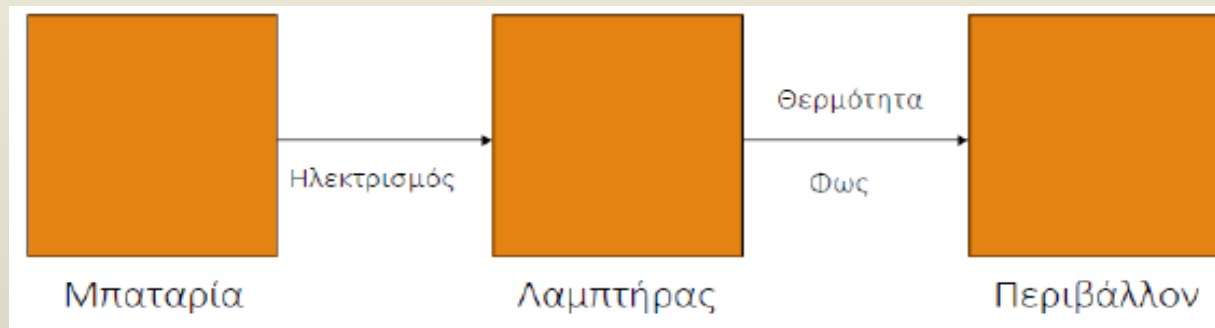 Θερμότητα
Ηλεκτρισμός
Φως
Μπαταρία
Λαμπτήρας
Περιβάλλον